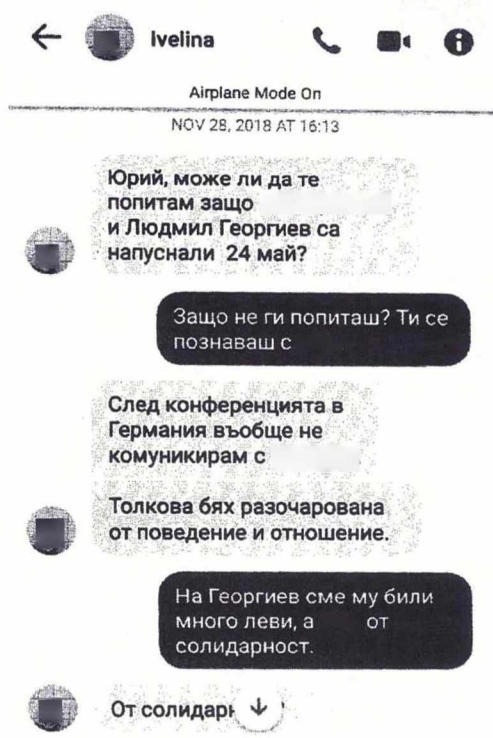 Ivelina
Airplane Mode On
NOV 28, 2018 AT 16:13
Юрий, може ли да те
попитам защо
и Людмил Георгиев са
напуснали 24 май?
Защо не ги попиташ? Ти се
познаваш с
След конференцията в
Германия въобще не
комуникирам с
Толкова бях разочарована
от поведение и отношение.
На Георгиев сме му били
много леви, а от
солидарност.
От